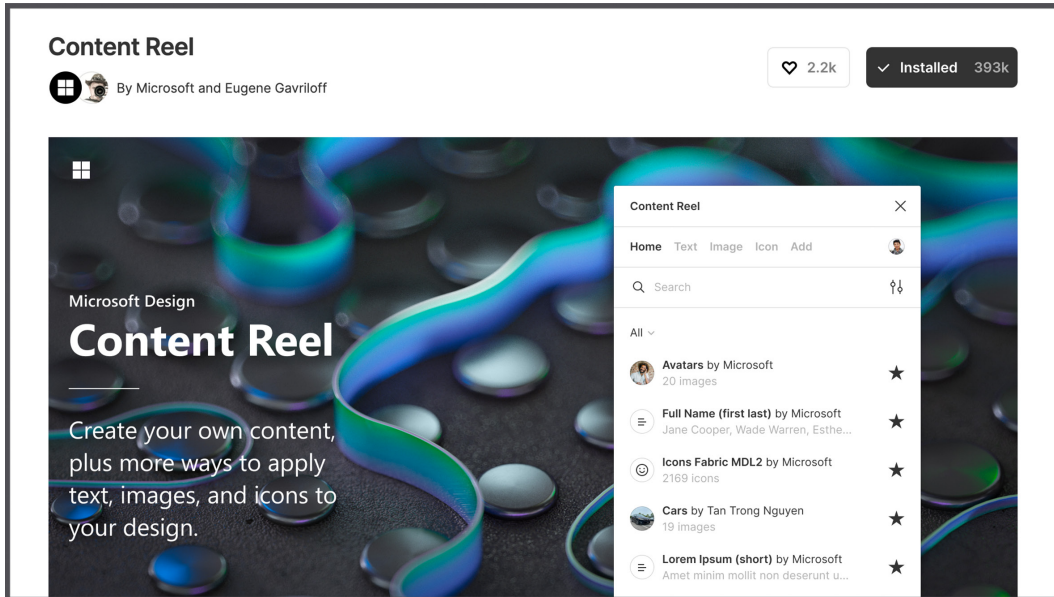 Content Reel
By Microsoft and Eugene Gavriloff
2.2k
Installed 393k
Microsoft Design
Content Reel
Create your own content,
plus more ways to apply
text, images, and icons to
your design.
Content Reel
Home Text Image Icon Add
Search
All
Avatars by Microsoft
20 images
Full Name (first last) by Microsoft
Jane Cooper, Wade Warren, Esthe...
Icons Fabric MDL2 by Microsoft
2169 icons
Cars by Tan Trong Nguyen
19 images
Lorem Ipsum (short) by Microsoft
Amet minim mollit non deserunt u...